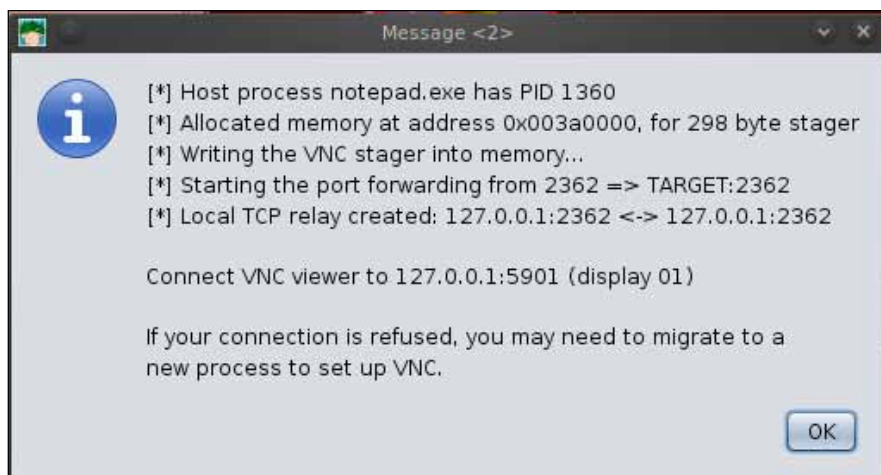 Message <2>
[*] Host process notepad.exe has PID 1360
[*] Allocated memory at address 0x003a0000, for 298 byte stager
[*] Writing the VNC stager into memory...
[*] Starting the port forwarding from 2362 => TARGET:2362
[*] Local TCP relay created: 127.0.0.1:2362 <-> 127.0.0.1:2362
Connect VNC viewer to 127.0.0.1:5901 (display 01)
If your connection is refused, you may need to migrate to a
new process to set up VNC.
OK